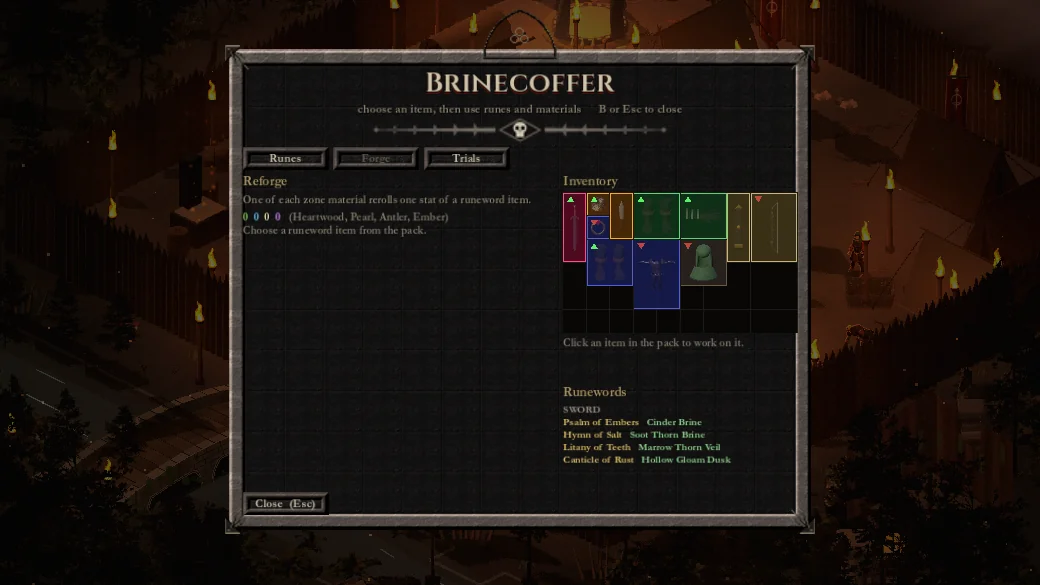 BRINECOFFER
choose an item, then use runes and materials B or Esc to close
Runes Forge Trials
Reforge
One of each zone material rerolls one stat of a runeword item.
0 0 0 0 (Heartwood, Pearl, Antler, Ember)
Choose a runeword item from the pack.
Inventory
Click an item in the pack to work on it.
Runewords
SWORD
Psalm of Embers Cinder Brine
Hymn of Salt Soot Thorn Brine
Litany of Teeth Marrow Thorn Veil
Canticle of Rust Hollow Gloam Dusk
Close (Esc)